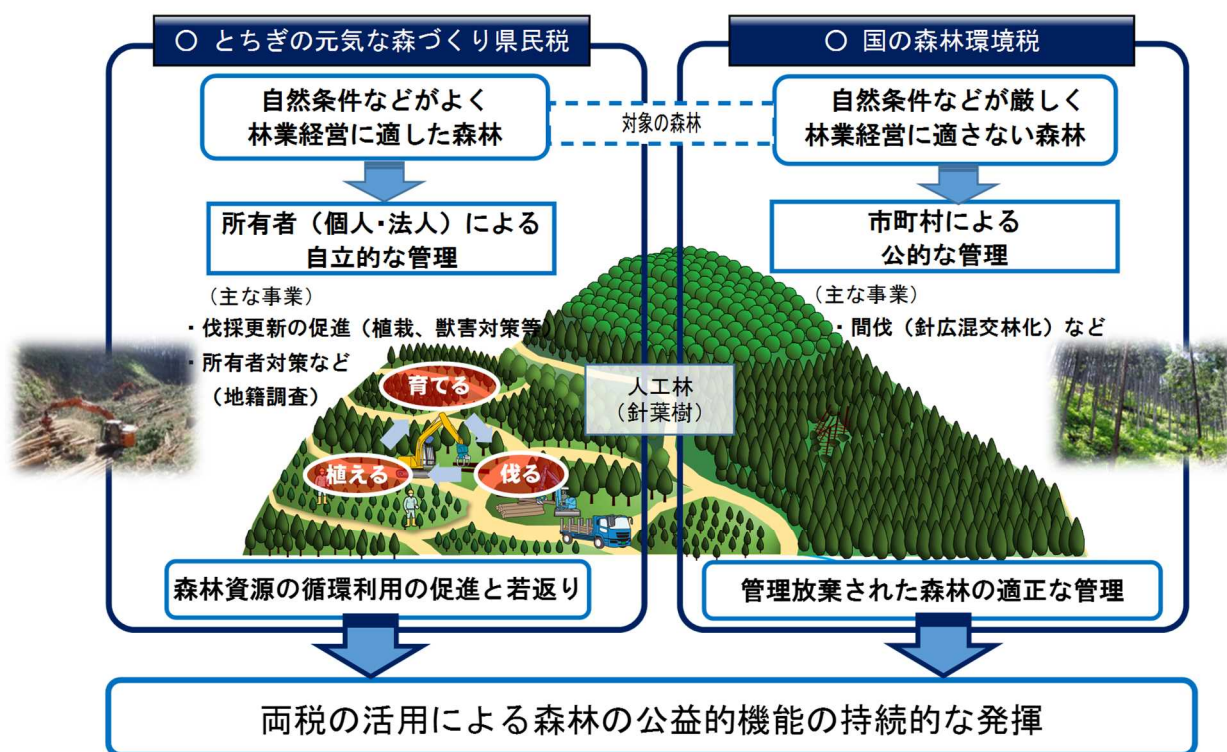 ○ とちぎの元気な森づくり県民税
自然条件などがよく
林業経営に適した森林
所有者（個人・法人）による
自立的な管理
（主な事業）
・伐採更新の促進（植栽、獣害対策等）
・所有者対策など
（地籍調査）
育てる
植える
伐る
森林資源の循環利用の促進と若返り
対象の森林
人工林
（針葉樹）
○ 国の森林環境税
自然条件などが厳しく
林業経営に適さない森林
市町村による
公的な管理
（主な事業）
・間伐（針広混交林化）など
管理放棄された森林の適正な管理
両税の活用による森林の公益的機能の持続的な発揮